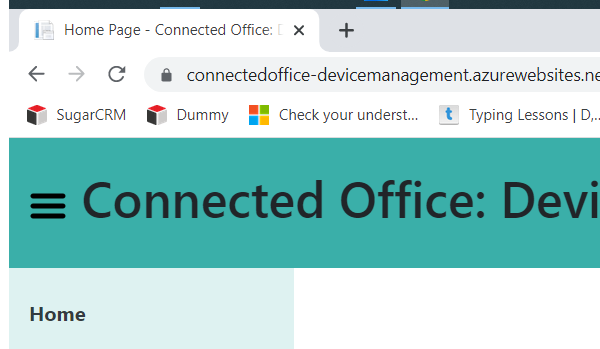 Home Page - Connected Office: D
connectedoffice-devicemanagement.azurewebsites.ne
SugarCRM Dummy Check your underst... Typing Lessons | D,...
Connected Office: Devi
Home